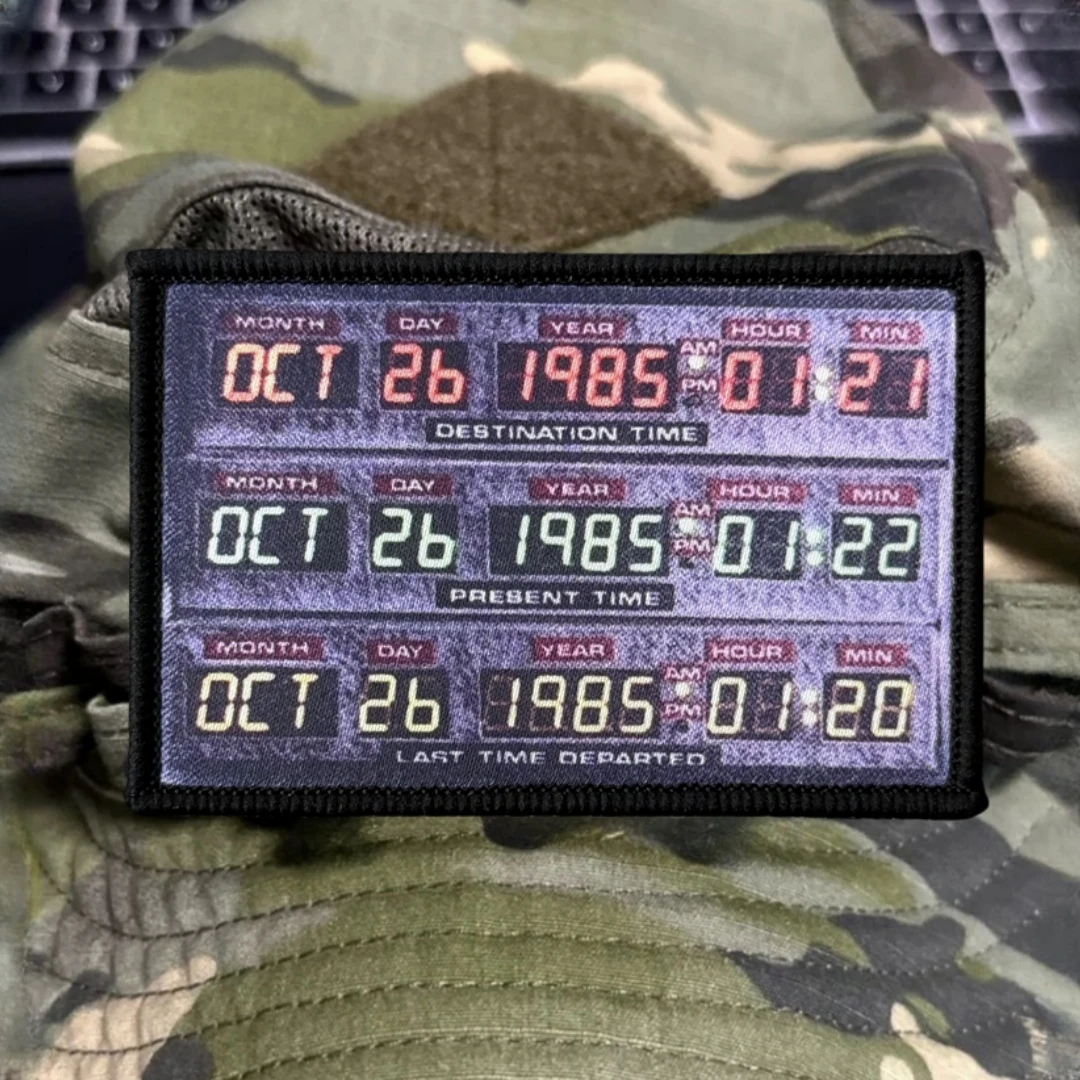 MONTH DAY YEAR HOUR MIN
OCT 26 1985 AM PM 01:21
DESTINATION TIME
MONTH DAY YEAR HOUR MIN
OCT 26 1985 AM PM 01:22
PRESENT TIME
MONTH DAY YEAR HOUR MIN
OCT 26 1985 AM PM 01:20
LAST TIME DEPARTED